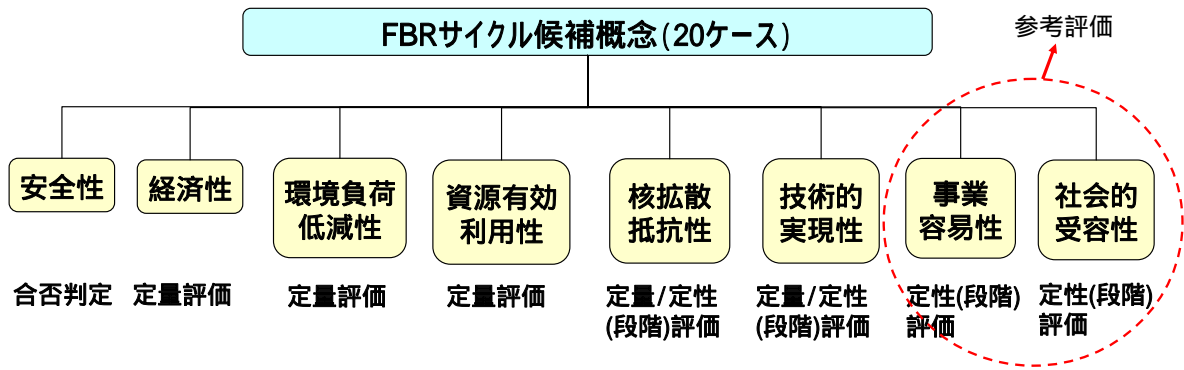 FBRサイクル候補概念(20ケース)
参考評価
安全性
経済性
環境負荷
低減性
資源有効
利用性
核拡散
抵抗性
技術的
実現性
事業
容易性
社会的
受容性
合否判定
定量評価
定量評価
定量評価
定量/定性
(段階)評価
定量/定性
(段階)評価
定性(段階)
評価
定性(段階)
評価